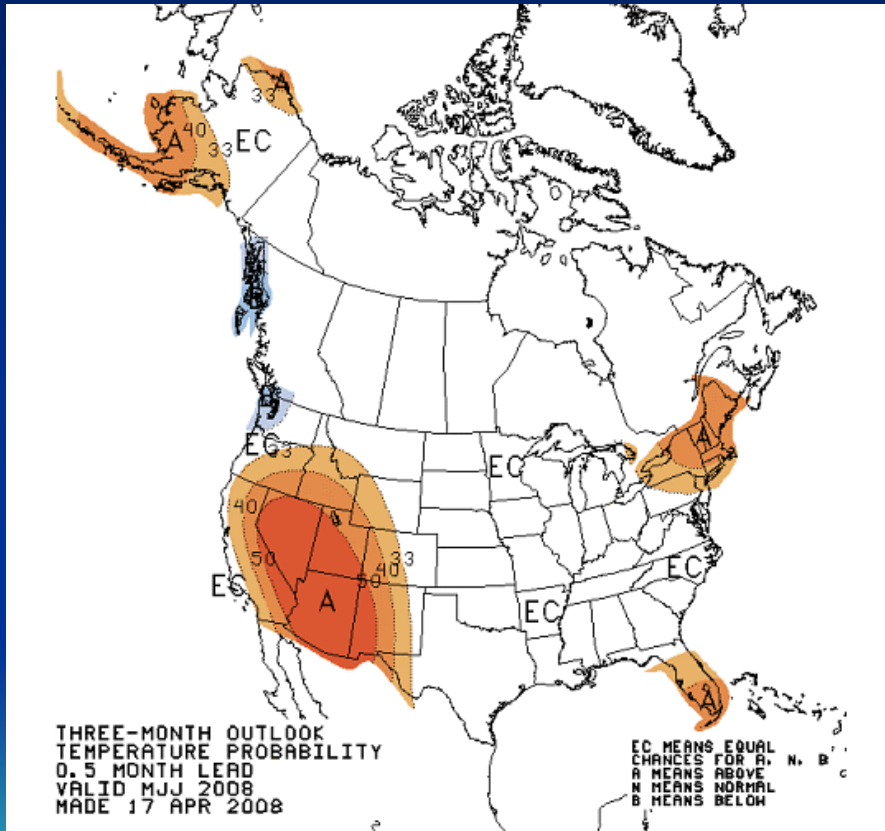 A
33
A
40
33
EC
B
EC
33
A
EC
40
33
40
50
50
EC
EC
A
EC
A
THREE-MONTH OUTLOOK
TEMPERATURE PROBABILITY
0.5 MONTH LEAD
VALID MJJ 2008
MADE 17 APR 2008
EC MEANS EQUAL
CHANCES FOR A, N, B
A MEANS ABOVE
N MEANS NORMAL
B MEANS BELOW